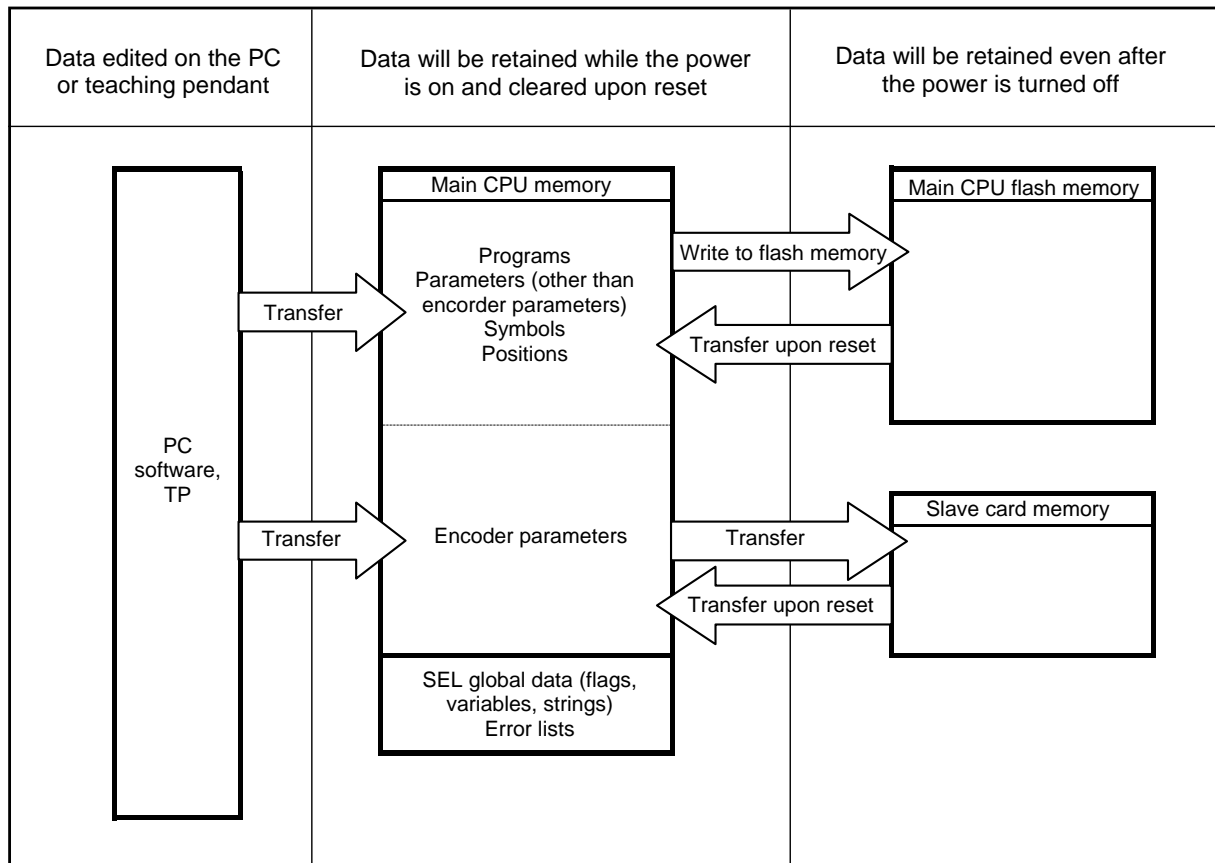 Data edited on the PC
or teaching pendant
Data will be retained while the power
is on and cleared upon reset
Data will be retained even after
the power is turned off
PC
software,
TP
Transfer
Transfer
Main CPU memory
Programs
Parameters (other than
encorder parameters)
Symbols
Positions
Encoder parameters
SEL global data (flags,
variables, strings)
Error lists
Write to flash memory
Transfer upon reset
Transfer
Transfer upon reset
Main CPU flash memory
Slave card memory